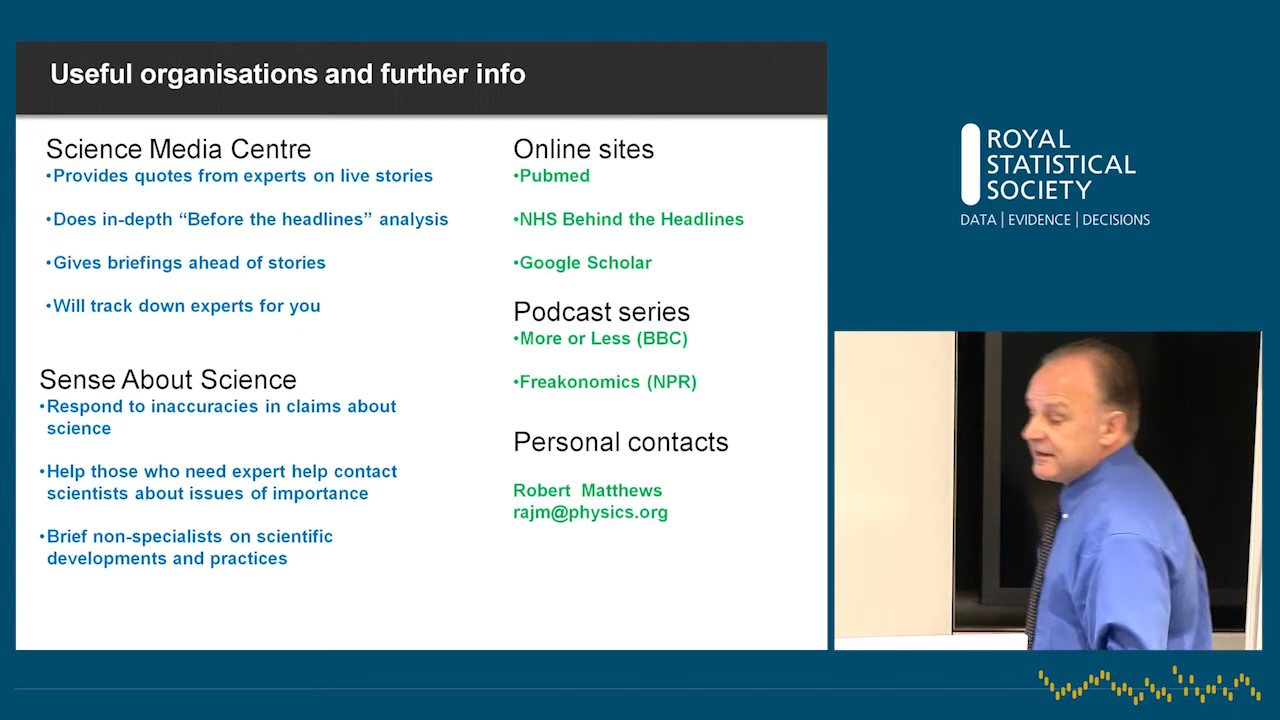 Useful organisations and further info
Science Media Centre
•Provides quotes from experts on live stories
•Does in-depth “Before the headlines” analysis
•Gives briefings ahead of stories
•Will track down experts for you
Sense About Science
•Respond to inaccuracies in claims about
science
•Help those who need expert help contact
scientists about issues of importance
•Brief non-specialists on scientific
developments and practices
Online sites
•Pubmed
•NHS Behind the Headlines
•Google Scholar
Podcast series
•More or Less (BBC)
•Freakonomics (NPR)
Personal contacts
Robert Matthews
rajm@physics.org
ROYAL
STATISTICAL
SOCIETY
DATA | EVIDENCE | DECISIONS